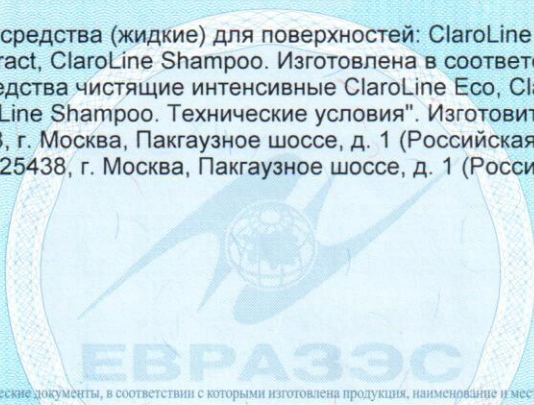 средства (жидкие) для поверхностей: ClaroLine
ract, ClaroLine Shampoo. Изготовлена в соответс
едства чистящие интенсивные ClaroLine Eco, Cla
Line Shampoo. Технические условия". Изготовит
3, г. Москва, Пакгаузное шоссе, д. 1 (Российская
25438, г. Москва, Пакгаузное шоссе, д. 1 (Росси
ЕВРАЗЭС
еские документы, в соответствии с которыми изготовлена продукция, наименование и мест